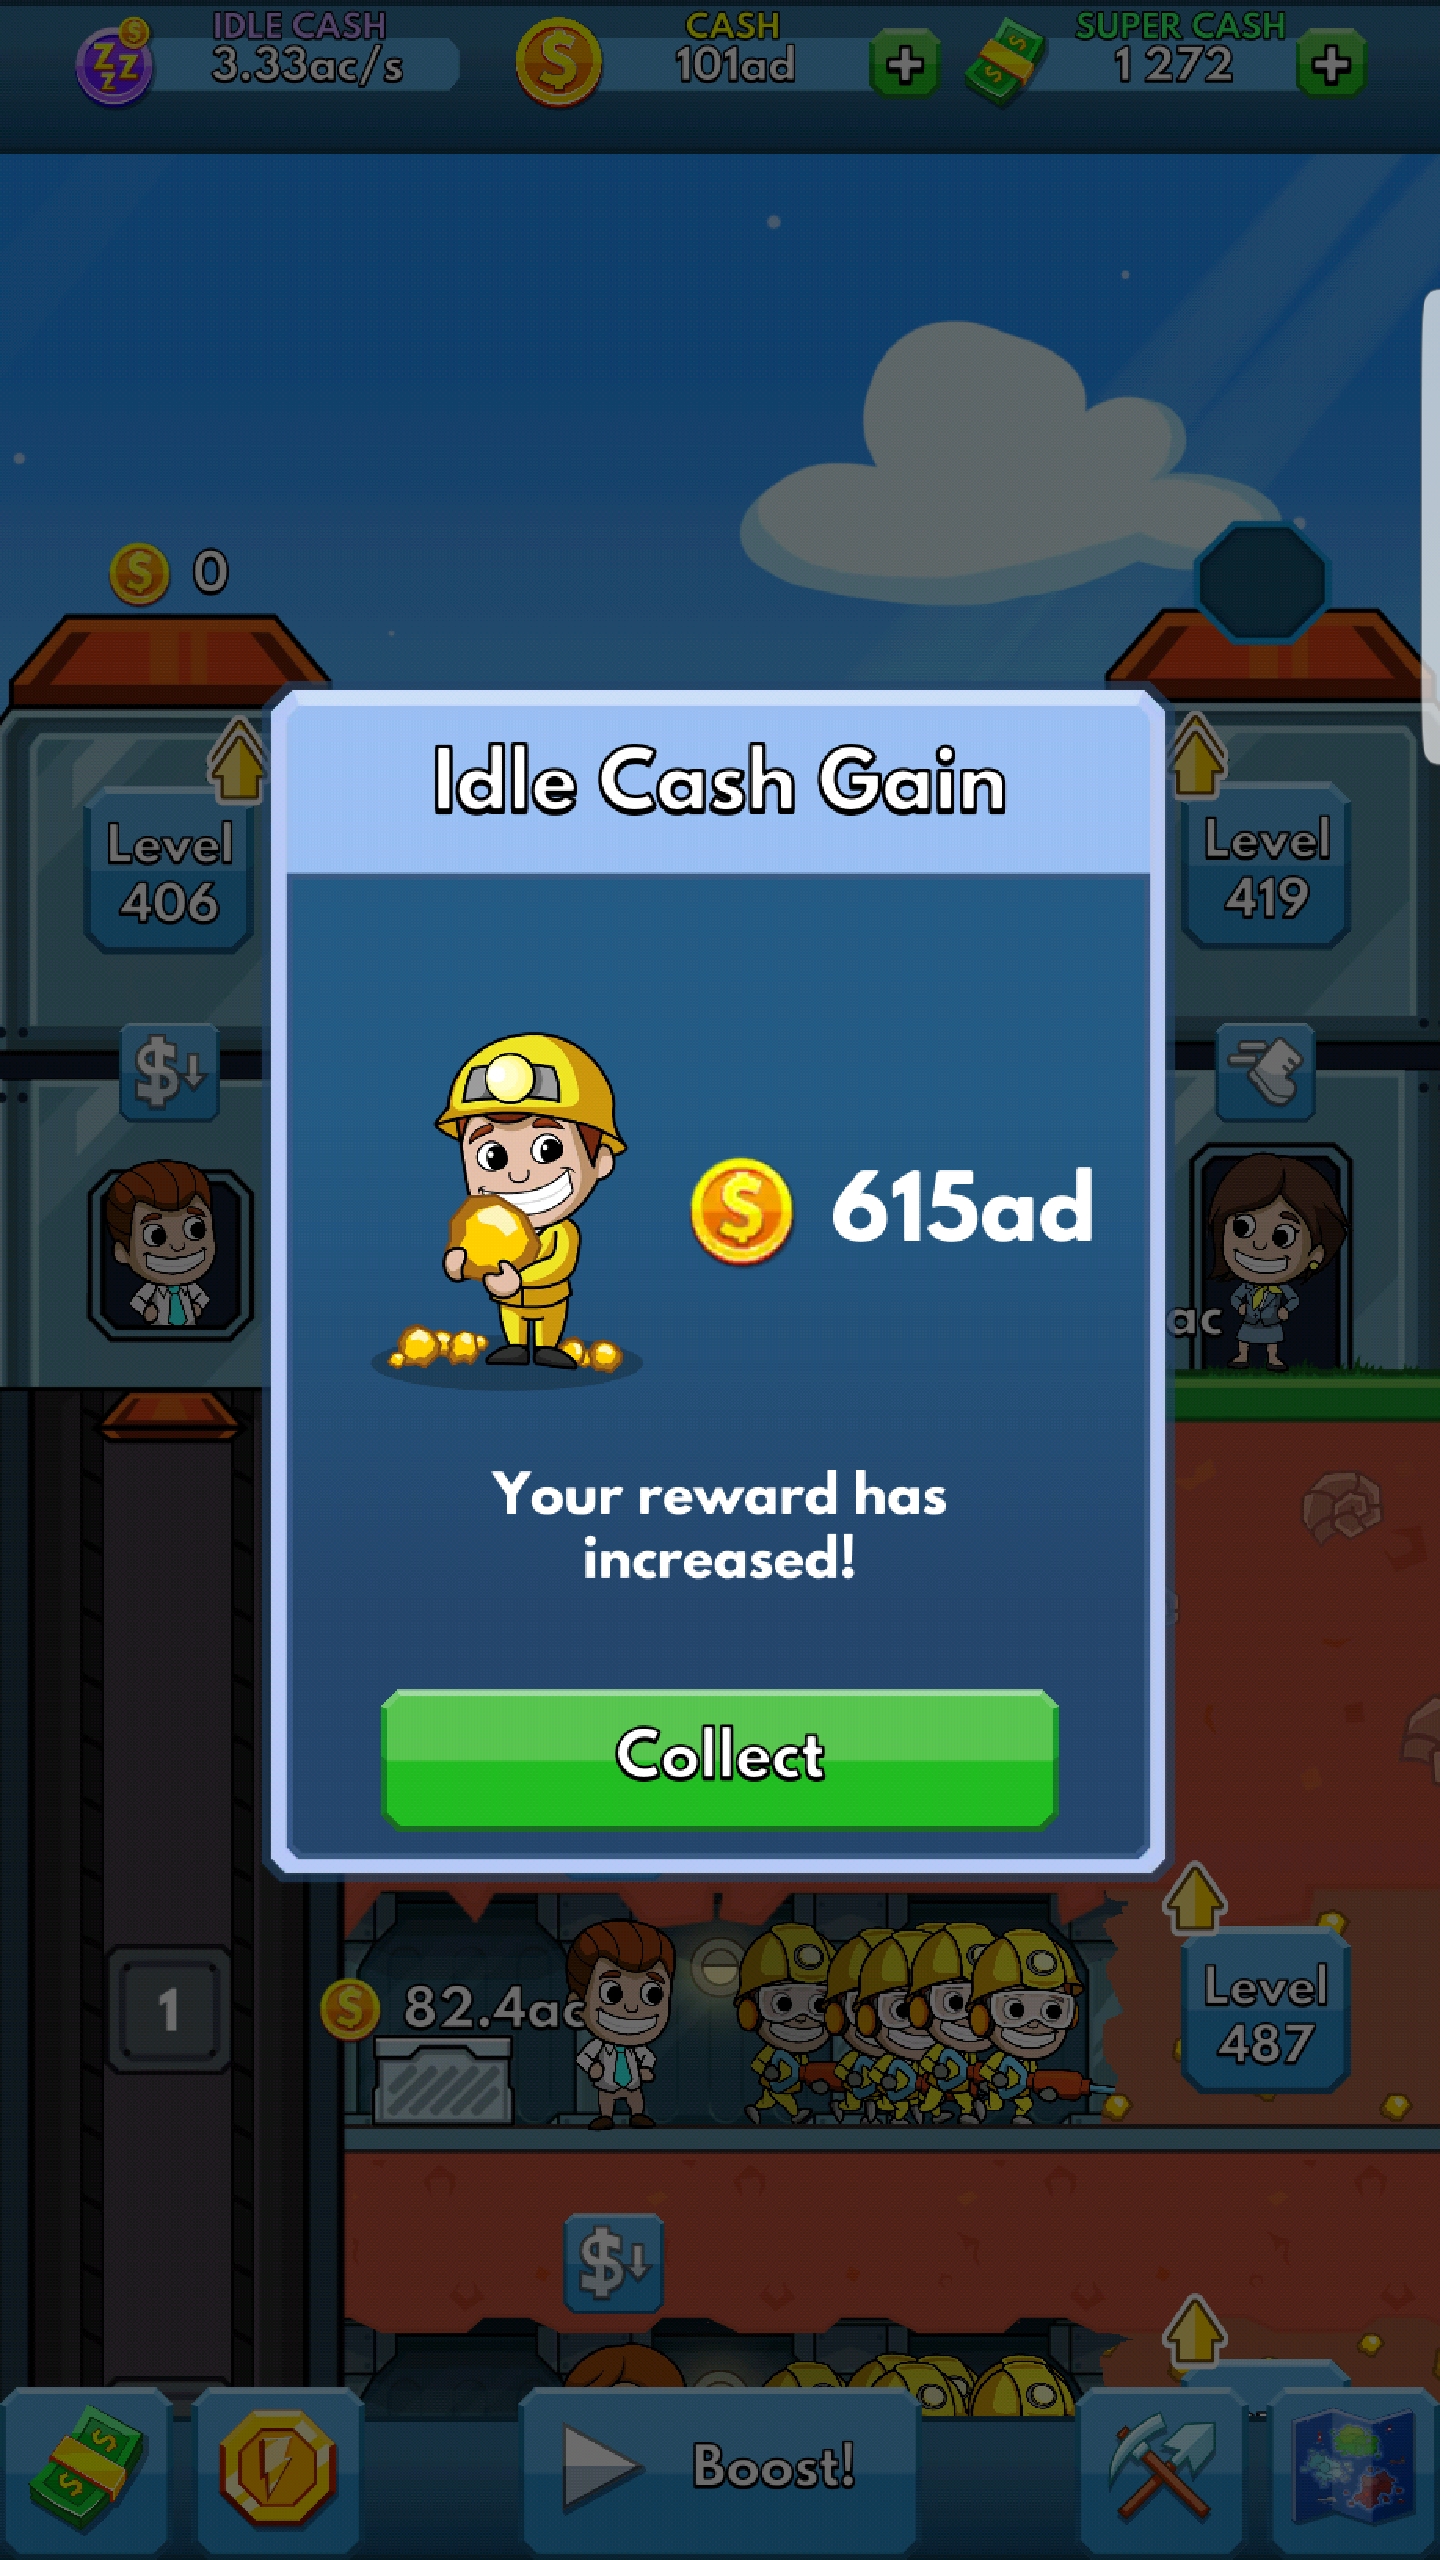 IDLE CASH
3.33ac/s
CASH
101ad
SUPER CASH
1 272
0
Idle Cash Gain
Level
406
Level
419
615ad
ac
Your reward has
increased!
Collect
1
82.4ac
Level
487
Boost!